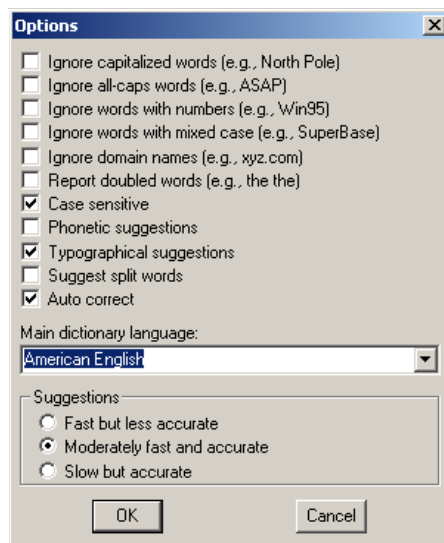 Options
Ignore capitalized words (e.g., North Pole)
Ignore all-caps words (e.g., ASAP)
Ignore words with numbers (e.g., Win95)
Ignore words with mixed case (e.g., SuperBase)
Ignore domain names (e.g., xyz.com)
Report doubled words (e.g., the the)
Case sensitive
Phonetic suggestions
Typographical suggestions
Suggest split words
Auto correct
Main dictionary language:
American English
Suggestions
Fast but less accurate
Moderately fast and accurate
Slow but accurate
OK Cancel